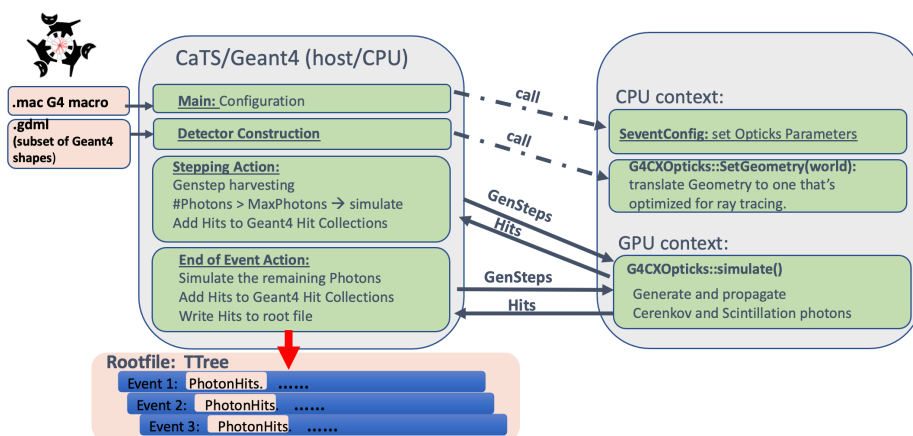 CaTS/Geant4 (host/CPU)
.mac G4 macro
.gdml
(subset of Geant4
shapes)
Main: Configuration
Detector Construction
Stepping Action:
Genstep harvesting
#Photons > MaxPhotons → simulate
Add Hits to Geant4 Hit Collections
End of Event Action:
Simulate the remaining Photons
Add Hits to Geant4 Hit Collections
Write Hits to root file
call
call
GenSteps
Hits
GenSteps
Hits
CPU context:
SeventConfig: set Opticks Parameters
G4CXOpticks::SetGeometry(world):
translate Geometry to one that's
optimized for ray tracing.
GPU context:
G4CXOpticks::simulate()
Generate and propagate
Cerenkov and Scintillation photons
Rootfile: TTree
Event 1: PhotonHits. ......
Event 2: PhotonHits. ......
Event 3: PhotonHits. ......